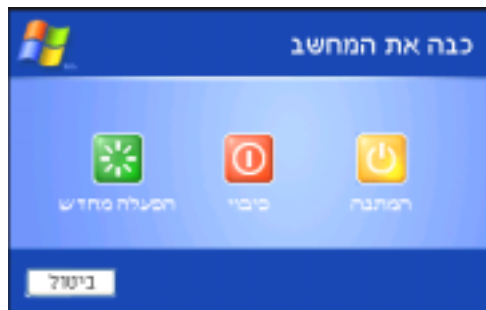 כבה את המחשב
המתנה כיבוי הפעלה מחדש
ביטול